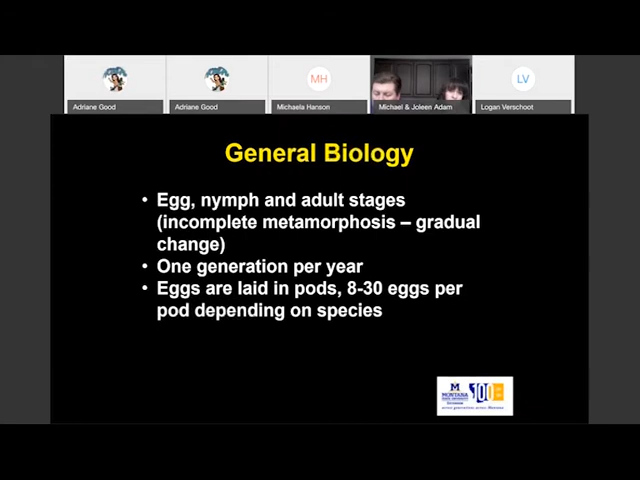 MH
LV
Adriane Good
Adriane Good
Michaela Hanson
Michael & Joleen Adam
Logan Verschoot
General Biology
• Egg, nymph and adult stages
(incomplete metamorphosis – gradual
change)
• One generation per year
• Eggs are laid in pods, 8-30 eggs per
pod depending on species
M
MONTANA
100